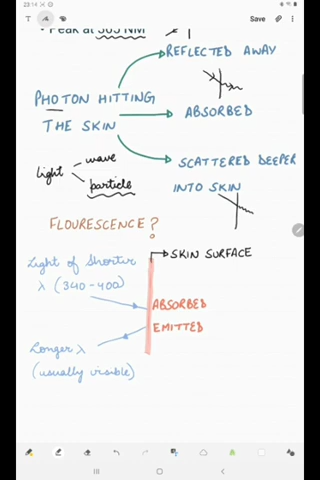 23:14
Save
• Peak at 365 NM
REFLECTED AWAY
PHOTON HITTING
THE SKIN
ABSORBED
SCATTERED DEEPER
INTO SKIN
light
wave
particle
FLOURESCENCE?
SKIN SURFACE
Light of Shorter
λ (340-400)
ABSORBED
EMITTED
Longer λ
(usually visible)